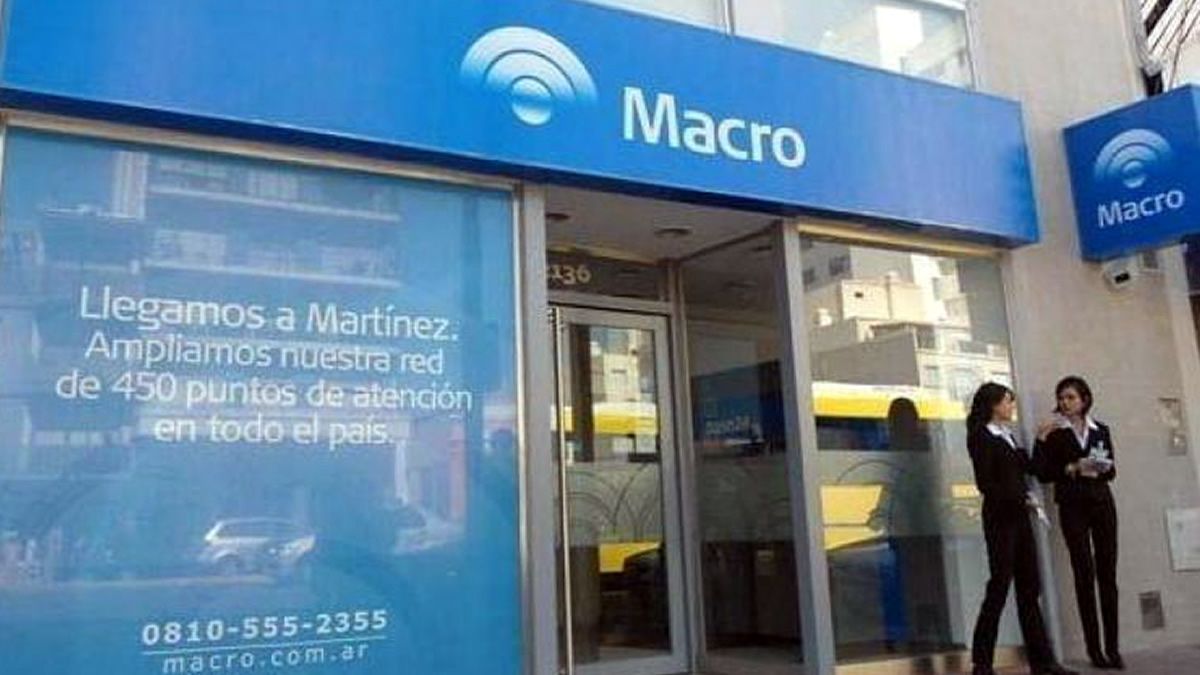 Macro
Macro
2136
Llegamos a Martínez.
Ampliamos nuestra red
de 450 puntos de atención
en todo el país.
0810-555-2355
macro.com.ar